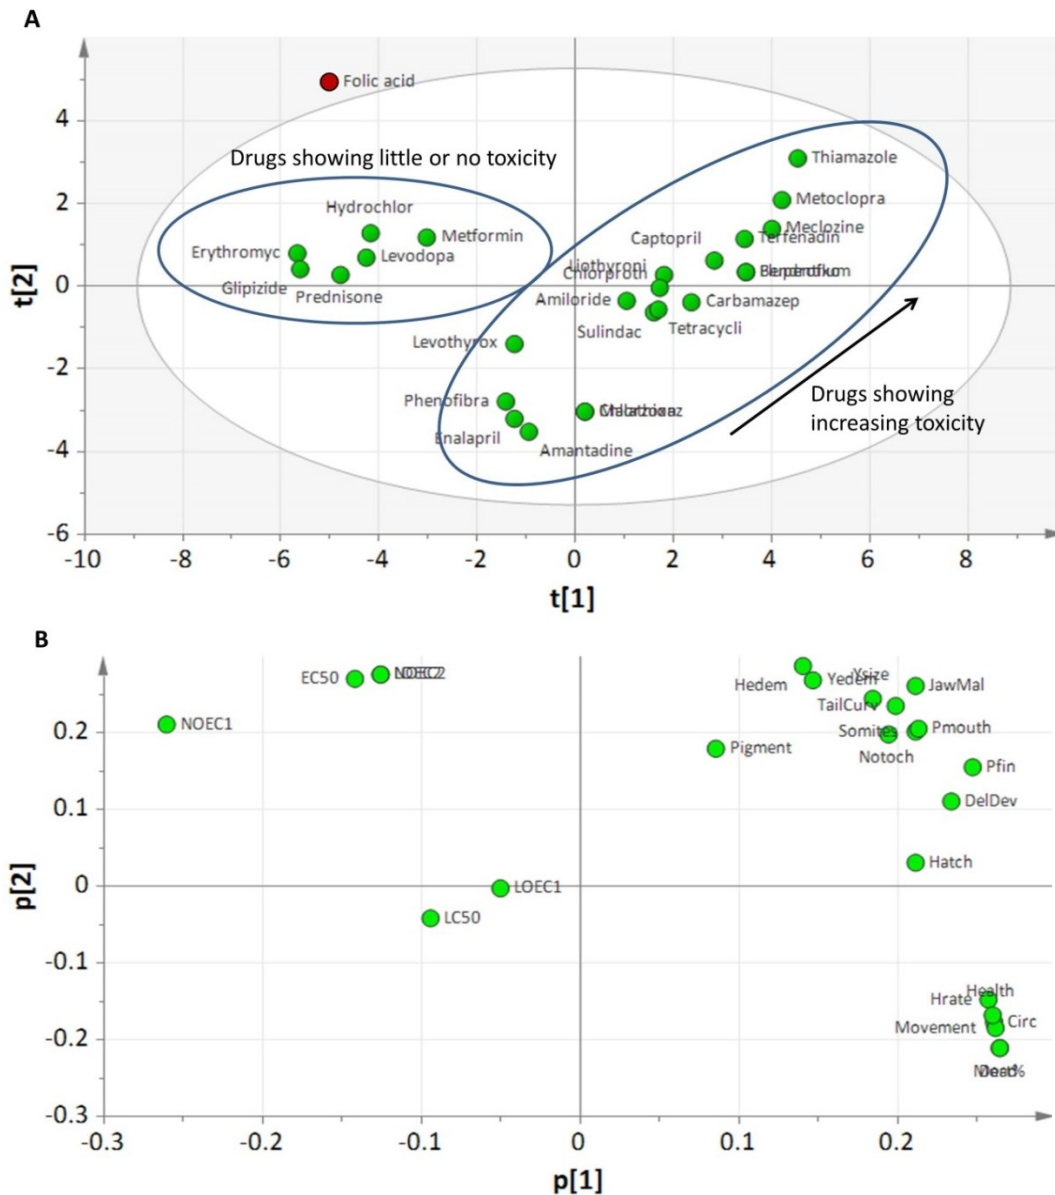 A
Folic acid
Drugs showing little or no toxicity
Thiamazole
Hydrochlor
Metoclopra
Metformin
Captopril
Meclozine
Terfenadin
Erythromyc
Levodopa
Liothyroni
Chlorproth
Glipizide
Prednisone
Amiloride
Carbamazep
Sulindac
Tetracycli
Levothyrox
Phenofibra
Drugs showing
increasing toxicity
Enalapril
Amantadine
4
2
0
-2
-4
-6
t[2]
-10
-8
-6
-4
-2
0
2
4
6
8
t[1]
B
EC50
NOEC2
Hedem
Yedem
Ysize
JawMal
NOEC1
TailCurv
Somites
Pmouth
Pigment
Notoch
Pfin
DelDev
Hatch
LOEC1
LC50
Health
Hrate
Circ
Movement
Mort%
Dead
0.2
0.1
0
-0.1
-0.2
-0.3
p[2]
-0.3
-0.2
-0.1
0
0.1
0.2
p[1]